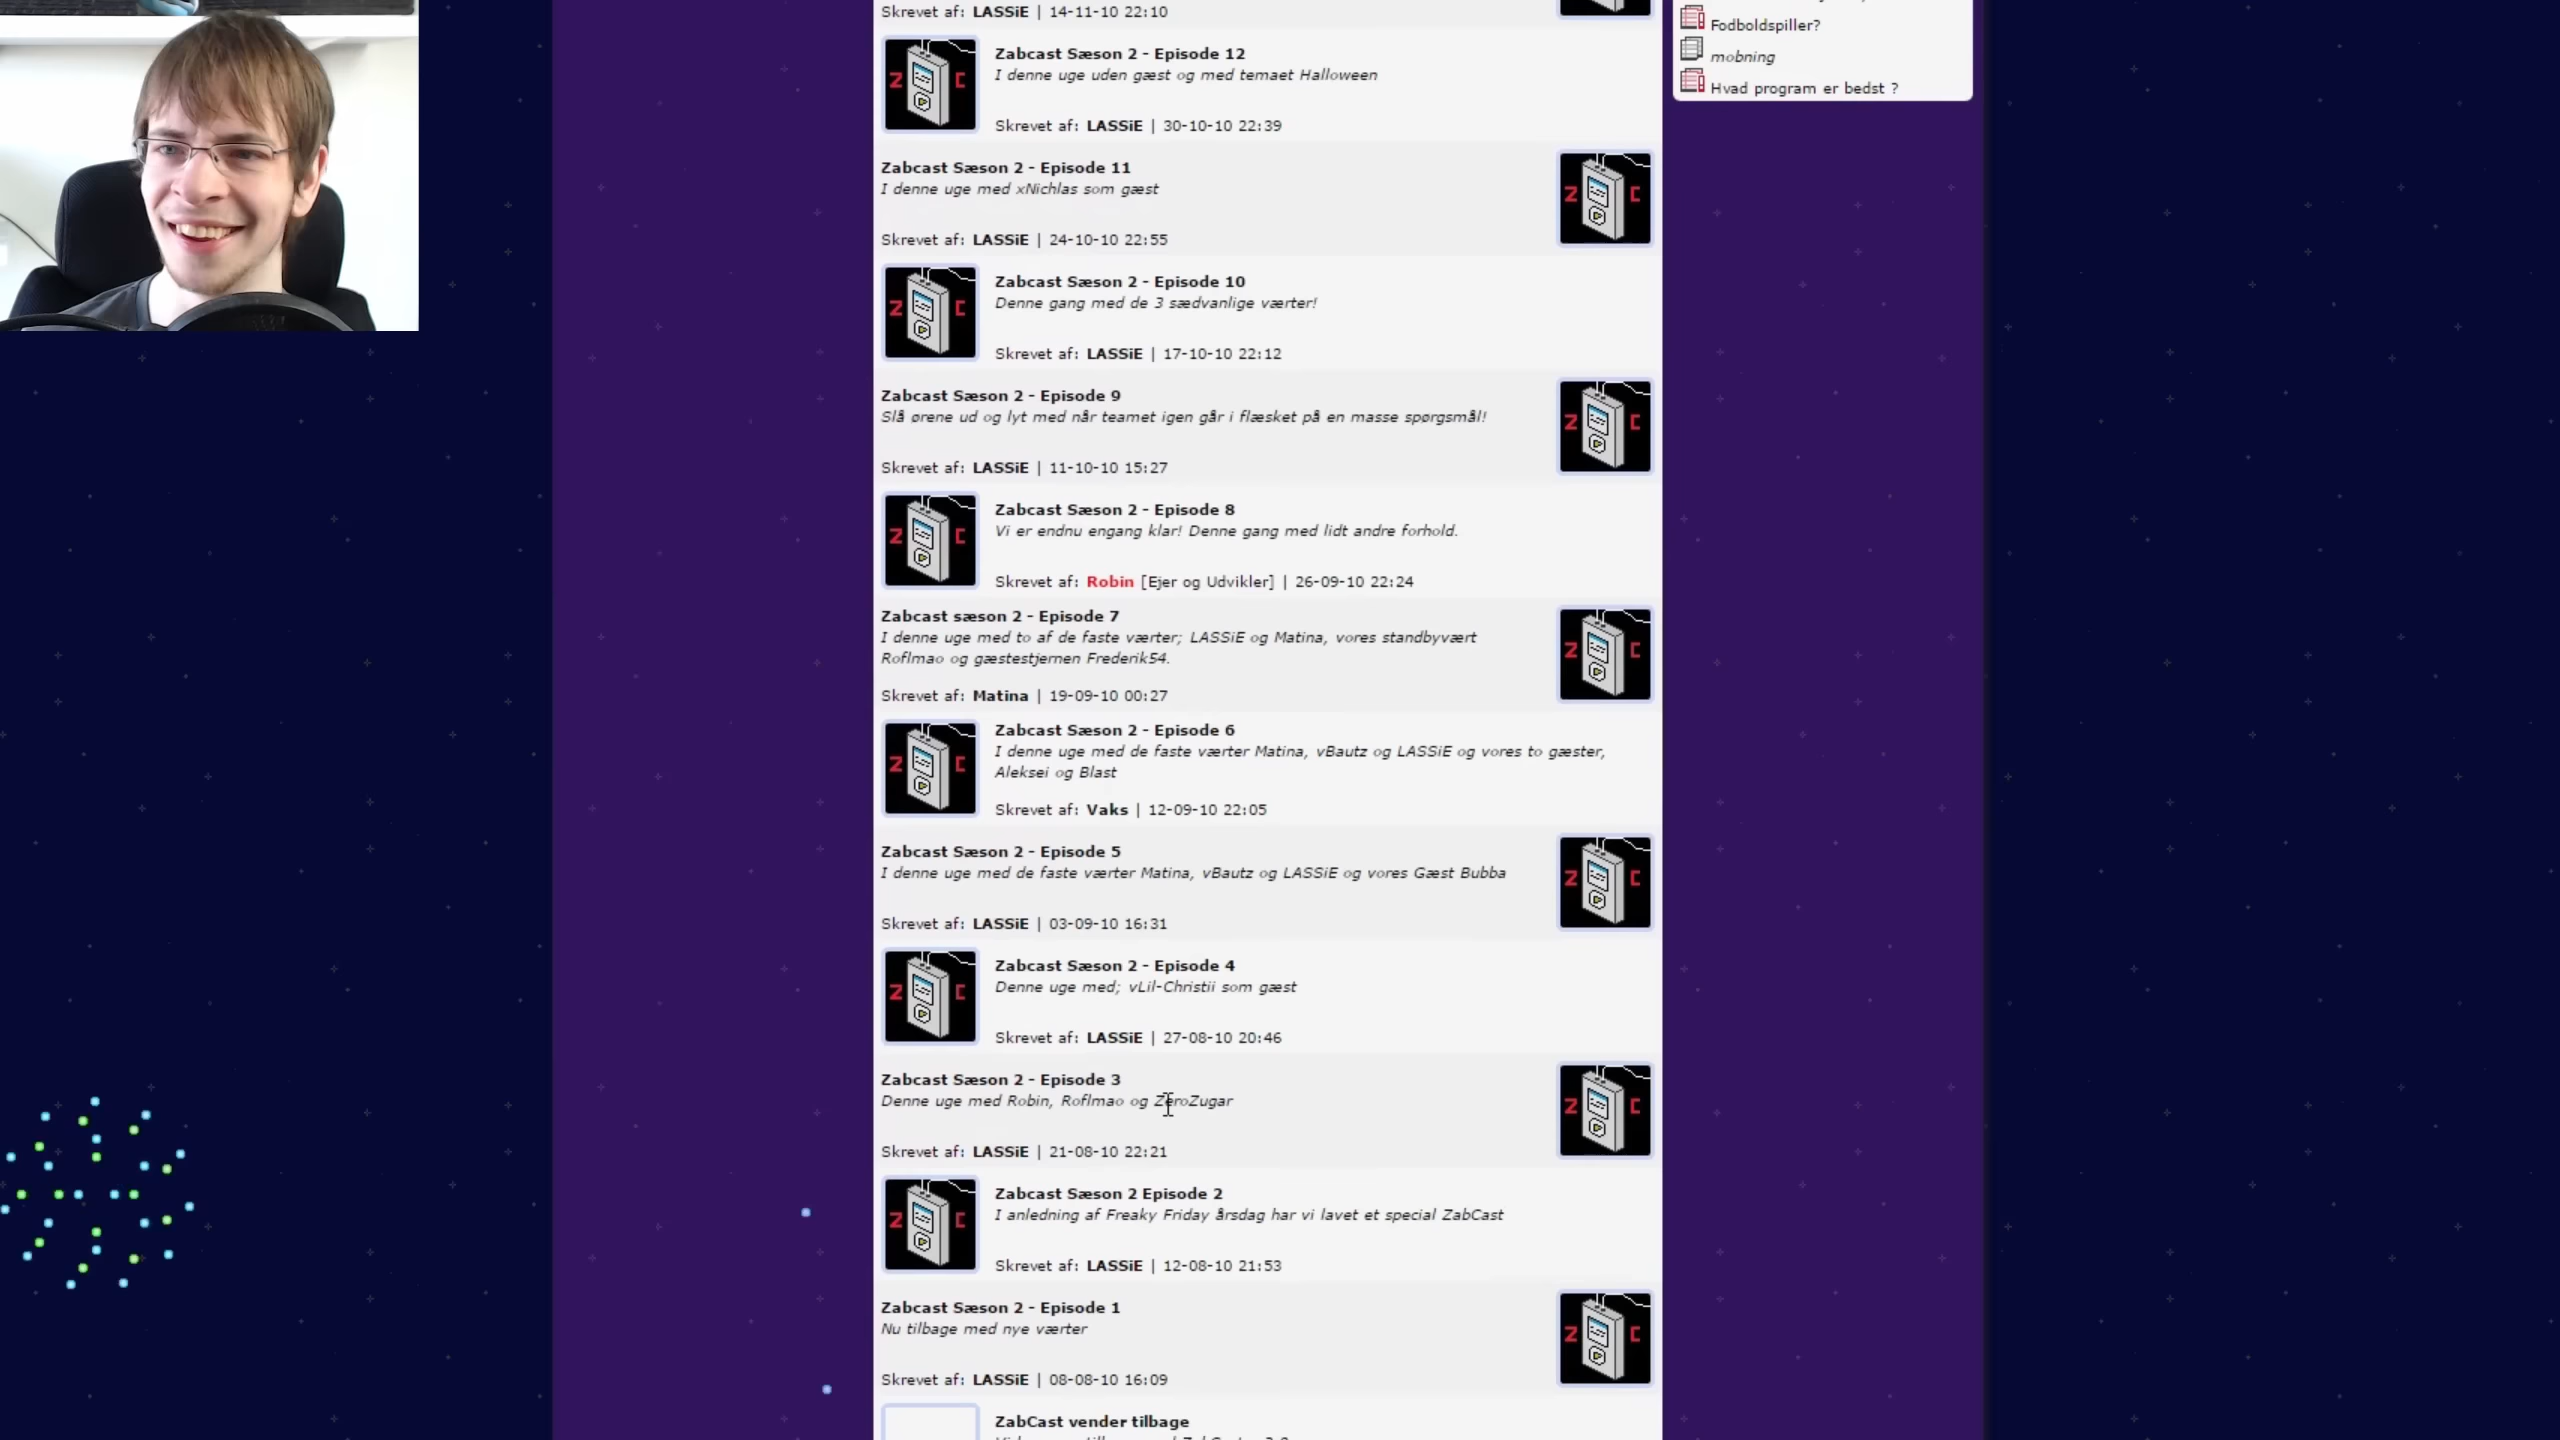 Skrevet af: LASSiE | 14-11-10 22:10
Zabcast Sæson 2 - Episode 12
I denne uge uden gæst og med temaet Halloween
Skrevet af: LASSiE | 30-10-10 22:39
Zabcast Sæson 2 - Episode 11
I denne uge med xNichlas som gæst
Skrevet af: LASSiE | 24-10-10 22:55
Zabcast Sæson 2 - Episode 10
Denne gang med de 3 sædvanlige værter!
Skrevet af: LASSiE | 17-10-10 22:12
Zabcast Sæson 2 - Episode 9
Slå ørene ud og lyt med når teamet igen går i flæsket på en masse spørgsmål!
Skrevet af: LASSiE | 11-10-10 15:27
Zabcast Sæson 2 - Episode 8
Vi er endnu engang klar! Denne gang med lidt andre forhold.
Skrevet af: Robin [Ejer og Udvikler] | 26-09-10 22:24
Zabcast sæson 2 - Episode 7
I denne uge med to af de faste værter; LASSiE og Matina, vores standbyvært
Roflmao og gæstestjernen Frederik54.
Skrevet af: Matina | 19-09-10 00:27
Zabcast Sæson 2 - Episode 6
I denne uge med de faste værter Matina, vBautz og LASSiE og vores to gæster,
Aleksei og Blast
Skrevet af: Vaks | 12-09-10 22:05
Zabcast Sæson 2 - Episode 5
I denne uge med de faste værter Matina, vBautz og LASSiE og vores Gæst Bubba
Skrevet af: LASSiE | 03-09-10 16:31
Zabcast Sæson 2 - Episode 4
Denne uge med; vLil-Christii som gæst
Skrevet af: LASSiE | 27-08-10 20:46
Zabcast Sæson 2 - Episode 3
Denne uge med Robin, Roflmao og ZeroZugar
Skrevet af: LASSiE | 21-08-10 22:21
Zabcast Sæson 2 Episode 2
I anledning af Freaky Friday årsdag har vi lavet et special ZabCast
Skrevet af: LASSiE | 12-08-10 21:53
Zabcast Sæson 2 - Episode 1
Nu tilbage med nye værter
Skrevet af: LASSiE | 08-08-10 16:09
ZabCast vender tilbage
Fodboldspiller?
mobning
Hvad program er bedst ?